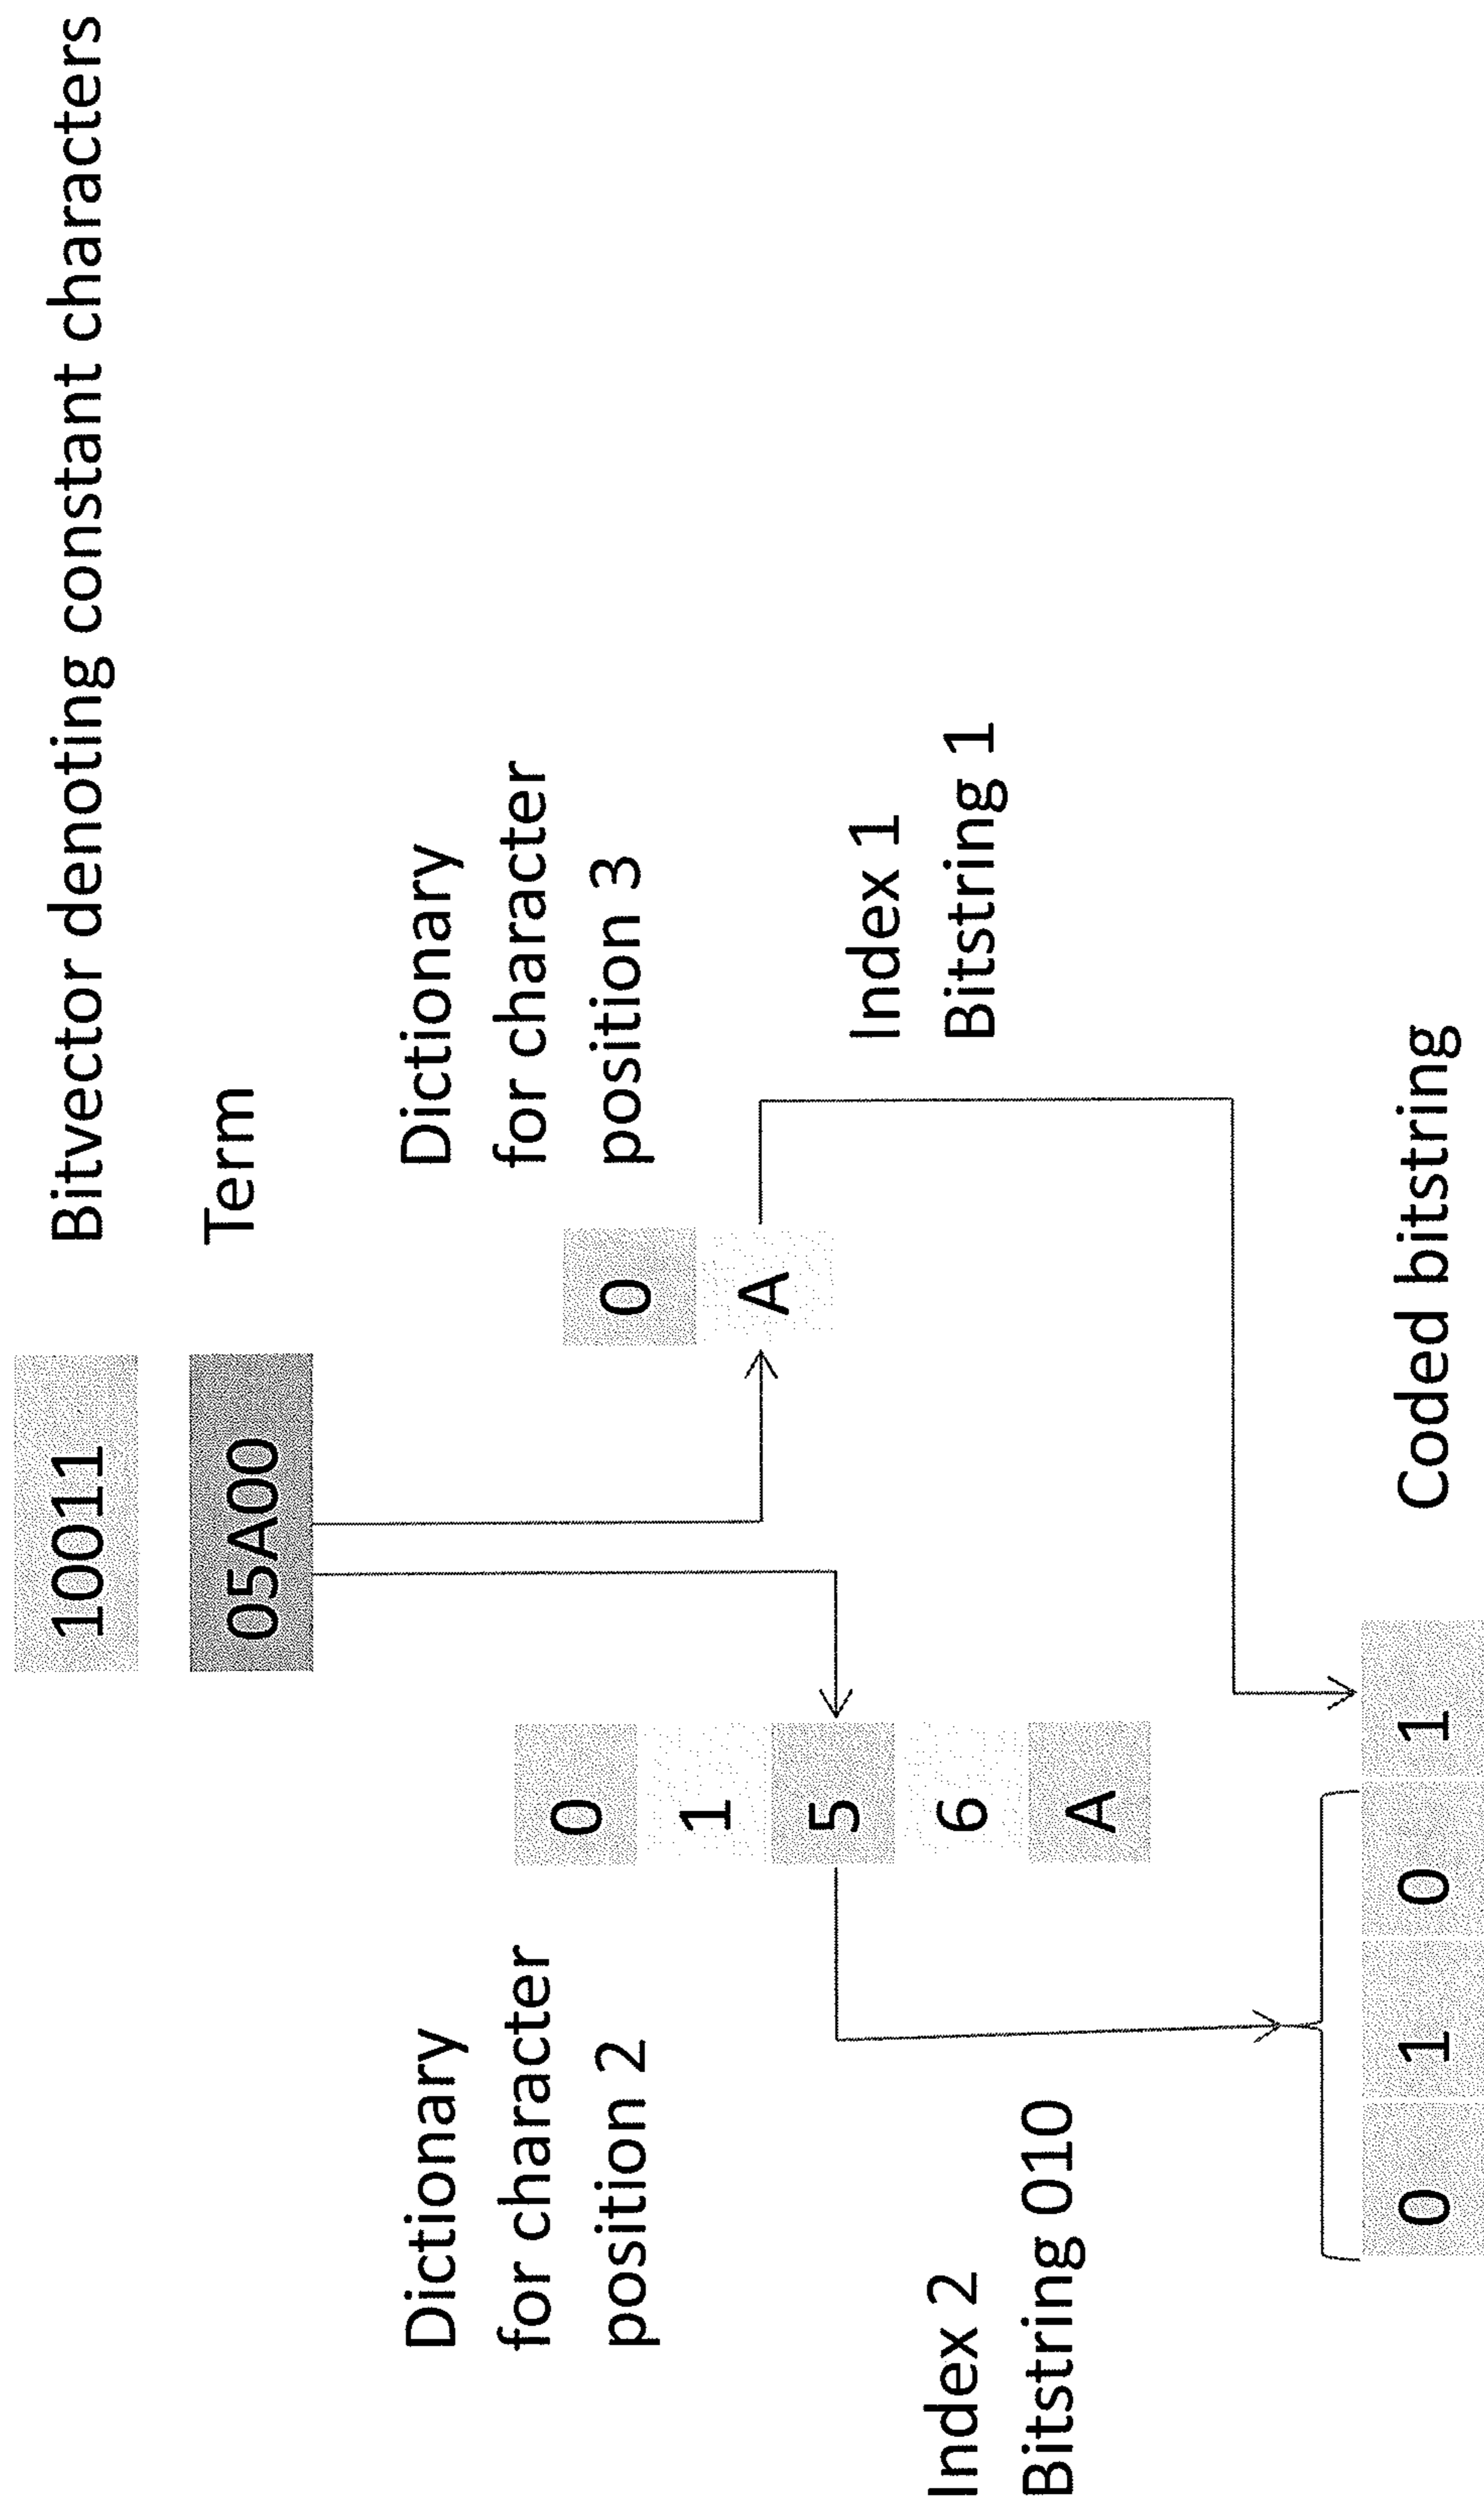 10011 Bitvector denoting constant characters
05A00 Term
Dictionary
for character
position 2
0
1
5
6
A
Index 2
Bitstring 010
0
A
Dictionary
for character
position 3
Index 1
Bitstring 1
0 1 0 1 Coded bitstring